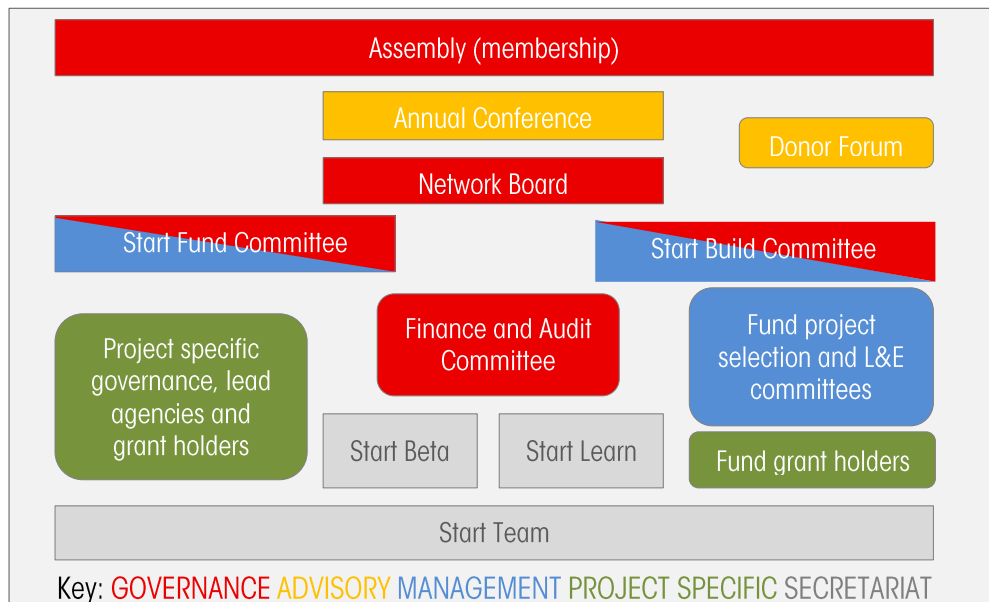 Assembly (membership)
Annual Conference
Donor Forum
Network Board
Start Fund Committee
Start Build Committee
Project specific
governance, lead
agencies and
grant holders
Finance and Audit
Committee
Fund project
selection and L&E
committees
Start Beta
Start Learn
Fund grant holders
Start Team
Key: GOVERNANCE ADVISORY MANAGEMENT PROJECT SPECIFIC SECRETARIAT